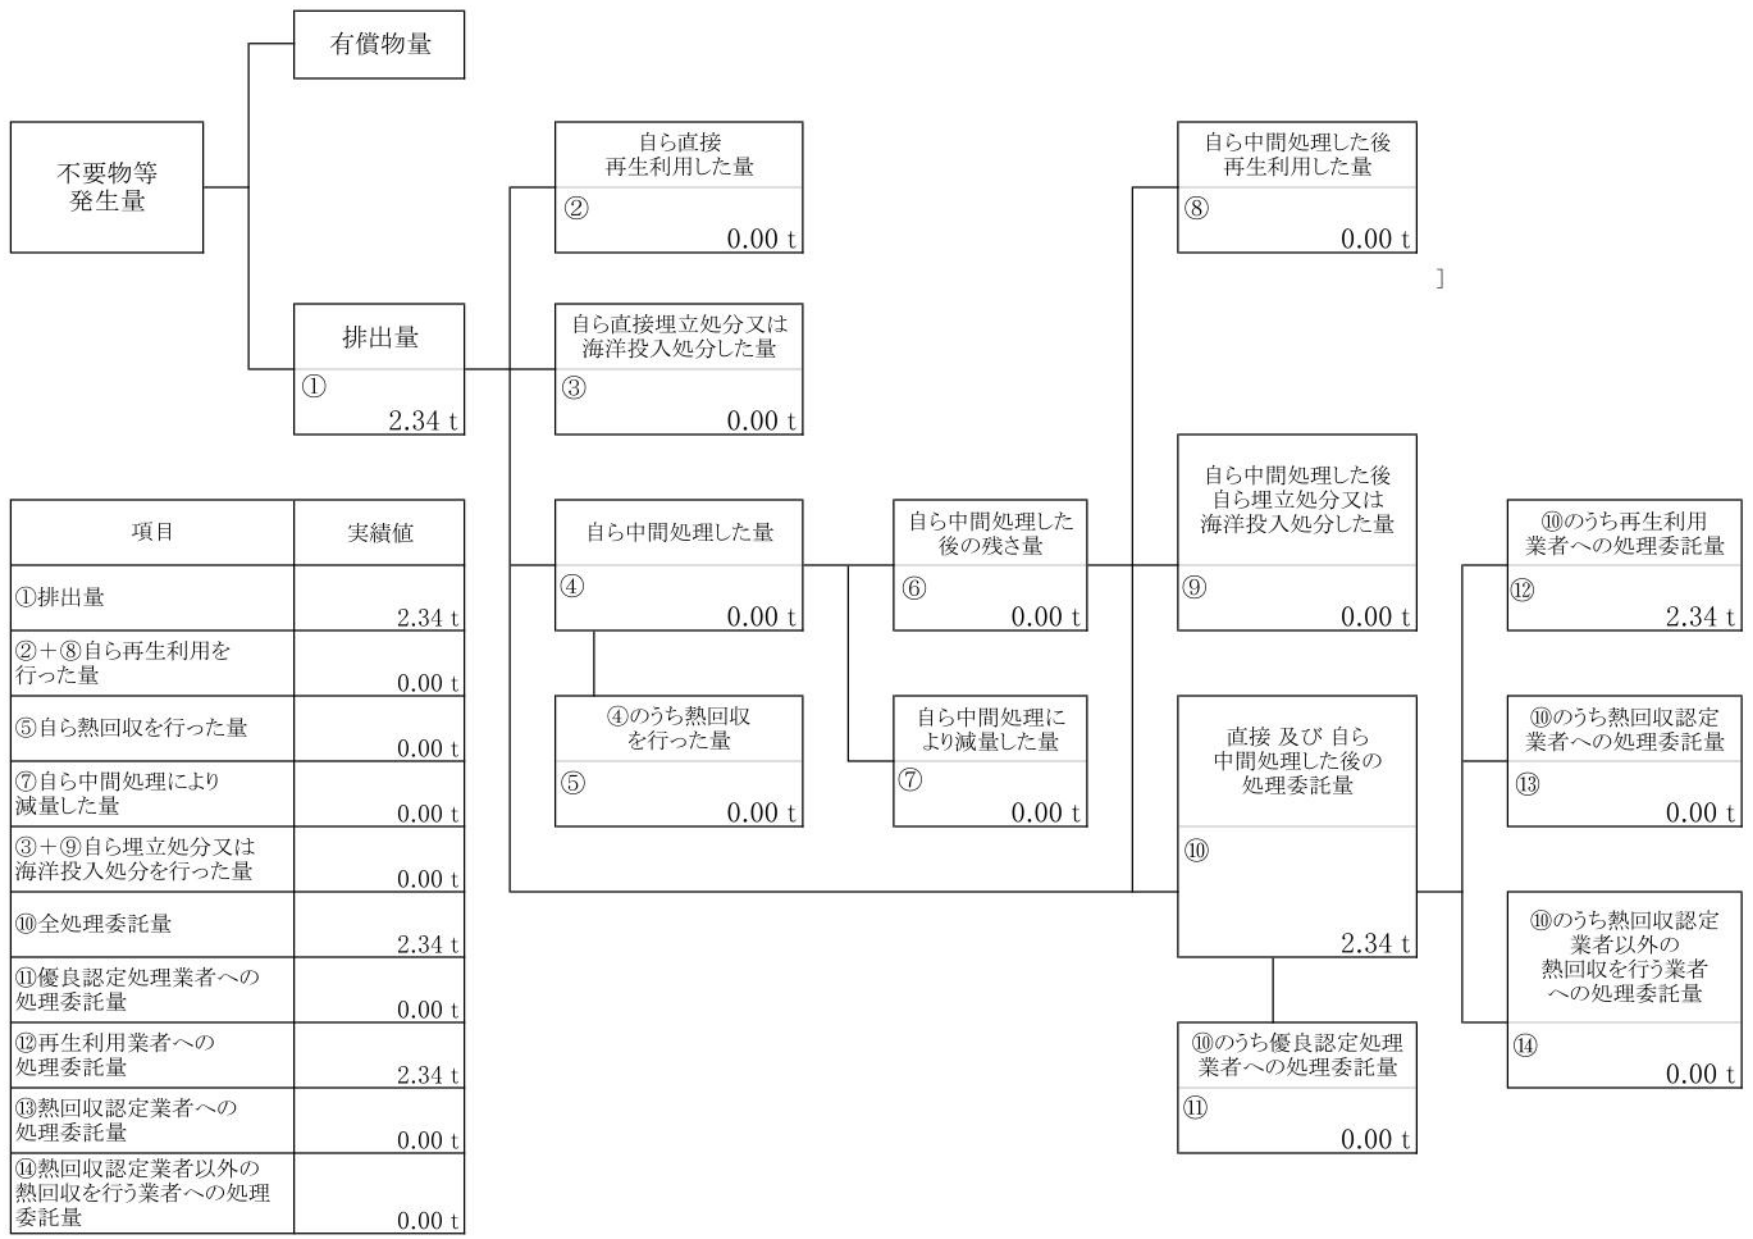 有償物量
不要物等
発生量
自ら直接
再生利用した量
②
0.00 t
自ら中間処理した後
再生利用した量
⑧
0.00 t
]
排出量
①
2.34 t
自ら直接埋立処分又は
海洋投入処分した量
③
0.00 t
自ら中間処理した量
④
0.00 t
自ら中間処理した
後の残さ量
⑥
0.00 t
自ら中間処理した後
自ら埋立処分又は
海洋投入処分した量
⑨
0.00 t
⑩のうち再生利用
業者への処理委託量
⑫
2.34 t
④のうち熱回収
を行った量
⑤
0.00 t
自ら中間処理に
より減量した量
⑦
0.00 t
直接 及び 自ら
中間処理した後の
処理委託量
⑩
2.34 t
⑩のうち熱回収認定
業者への処理委託量
⑬
0.00 t
⑩のうち熱回収認定
業者以外の
熱回収を行う業者
への処理委託量
⑭
0.00 t
⑩のうち優良認定処理
業者への処理委託量
⑪
0.00 t
項目 実績値
①排出量
2.34 t
②+⑧自ら再生利用を
行った量
0.00 t
⑤自ら熱回収を行った量
0.00 t
⑦自ら中間処理により
減量した量
0.00 t
③+⑨自ら埋立処分又は
海洋投入処分を行った量
0.00 t
⑩全処理委託量
2.34 t
⑪優良認定処理業者への
処理委託量
0.00 t
⑫再生利用業者への
処理委託量
2.34 t
⑬熱回収認定業者への
処理委託量
0.00 t
⑭熱回収認定業者以外の
熱回収を行う業者への処理
委託量
0.00 t